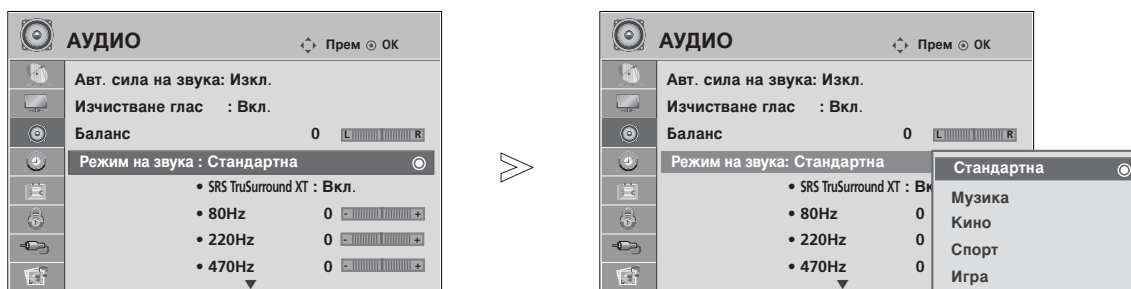 АУДИО Прем ОК
Авт. сила на звука: Изкл.
Изчистване глас : Вкл.
Баланс 0 L R
Режим на звука : Стандартна
• SRS TruSurround XT : Вкл.
• 80Hz 0 - +
• 220Hz 0 - +
• 470Hz 0 - +
АУДИО Прем ОК
Авт. сила на звука: Изкл.
Изчистване глас : Вкл.
Баланс 0 L R
Режим на звука: Стандартна
• SRS TruSurround XT : Вк
• 80Hz 0
• 220Hz 0
• 470Hz 0
Стандартна
Музика
Кино
Спорт
Игра